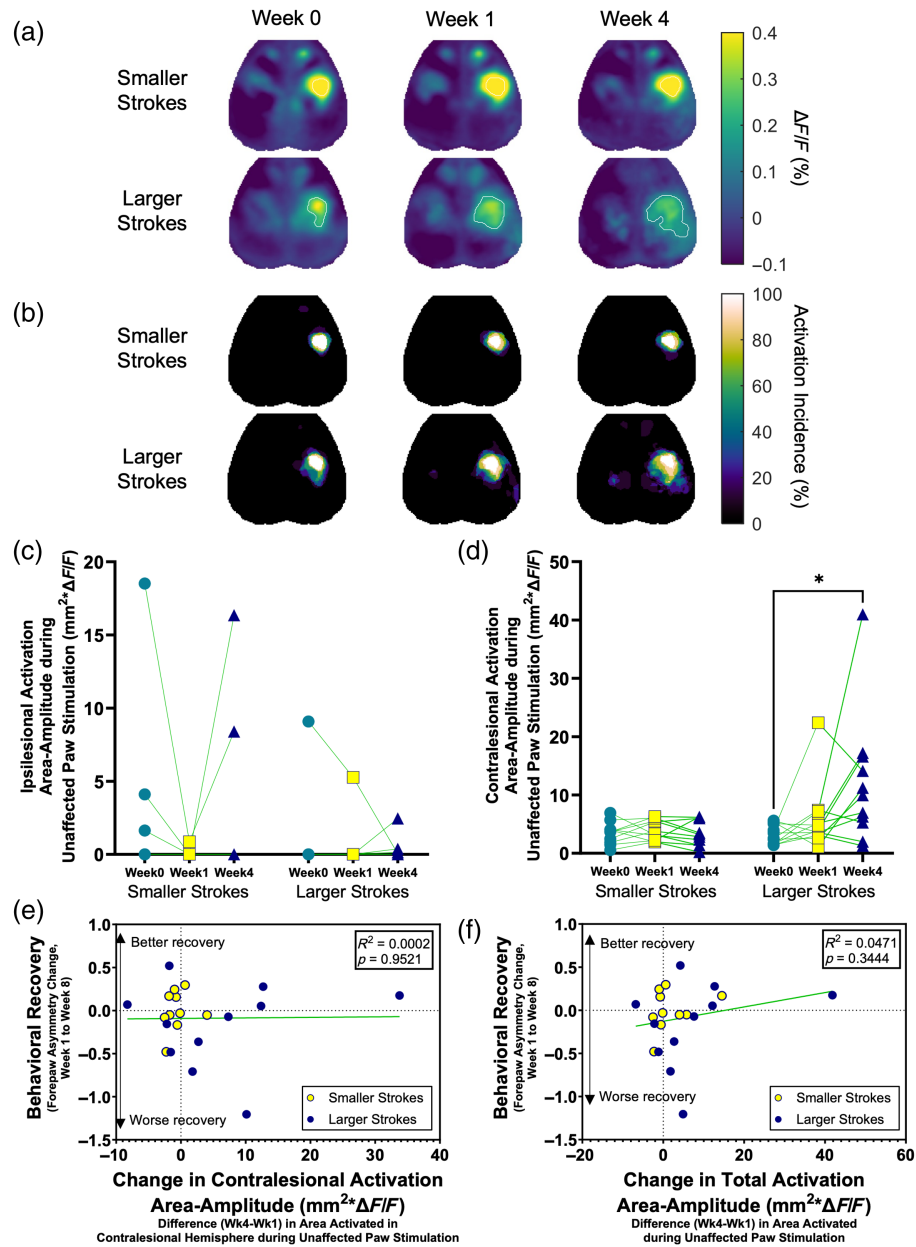 (a)
Week 0 Week 1 Week 4
Smaller
Strokes
Larger
Strokes
0.4
0.3
0.2
0.1
0
–0.1
ΔF/F (%)
(b)
Smaller
Strokes
Larger
Strokes
100
80
60
40
20
0
Activation Incidence
(%)
(c)
Ipsilesional Activation
Area-Amplitude during
Unaffected Paw Stimulation (mm2*ΔF/F)
20
15
10
5
0
Week0 Week1 Week4 Week0 Week1 Week4
Smaller Strokes Larger Strokes
(d)
Contralesional Activation
Area-Amplitude during
Unaffected Paw Stimulation (mm2*ΔF/F)
50
40
30
20
10
0
*
Week0 Week1 Week4 Week0 Week1 Week4
Smaller Strokes Larger Strokes
(e)
Behavioral Recovery
(Forepaw Asymmetry Change,
Week 1 to Week 8)
1.0
0.5
0.0
–0.5
–1.0
–1.5
Better recovery
Worse recovery
R2 = 0.0002
p = 0.9521
Smaller Strokes
Larger Strokes
–10 0 10 20 30 40
Change in Contralesional Activation
Area-Amplitude (mm2*ΔF/F)
Difference (Wk4-Wk1) in Area Activated in
Contralesional Hemisphere during Unaffected Paw Stimulation
(f)
Behavioral Recovery
(Forepaw Asymmetry Change,
Week 1 to Week 8)
1.0
0.5
0.0
–0.5
–1.0
–1.5
Better recovery
Worse recovery
R2 = 0.0471
p = 0.3444
Smaller Strokes
Larger Strokes
–20 0 20 40 60
Change in Total Activation
Area-Amplitude (mm2*ΔF/F)
Difference (Wk4-Wk1) in Area Activated
during Unaffected Paw Stimulation